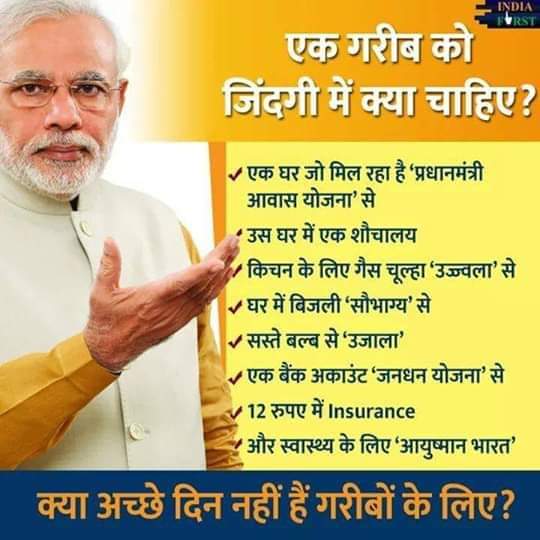 INDIA
FIRST
एक गरीब को
जिंदगी में क्या चाहिए?
एक घर जो मिल रहा है ‘प्रधानमंत्री
आवास योजना’ से
उस घर में एक शौचालय
किचन के लिए गैस चूल्हा ‘उज्ज्वला’ से
घर में बिजली ‘सौभाग्य’ से
सस्ते बल्ब से ‘उजाला’
एक बैंक अकाउंट ‘जनधन योजना’ से
12 रुपए में Insurance
और स्वास्थ्य के लिए ‘आयुष्मान भारत’
क्या अच्छे दिन नहीं हैं गरीबों के लिए?